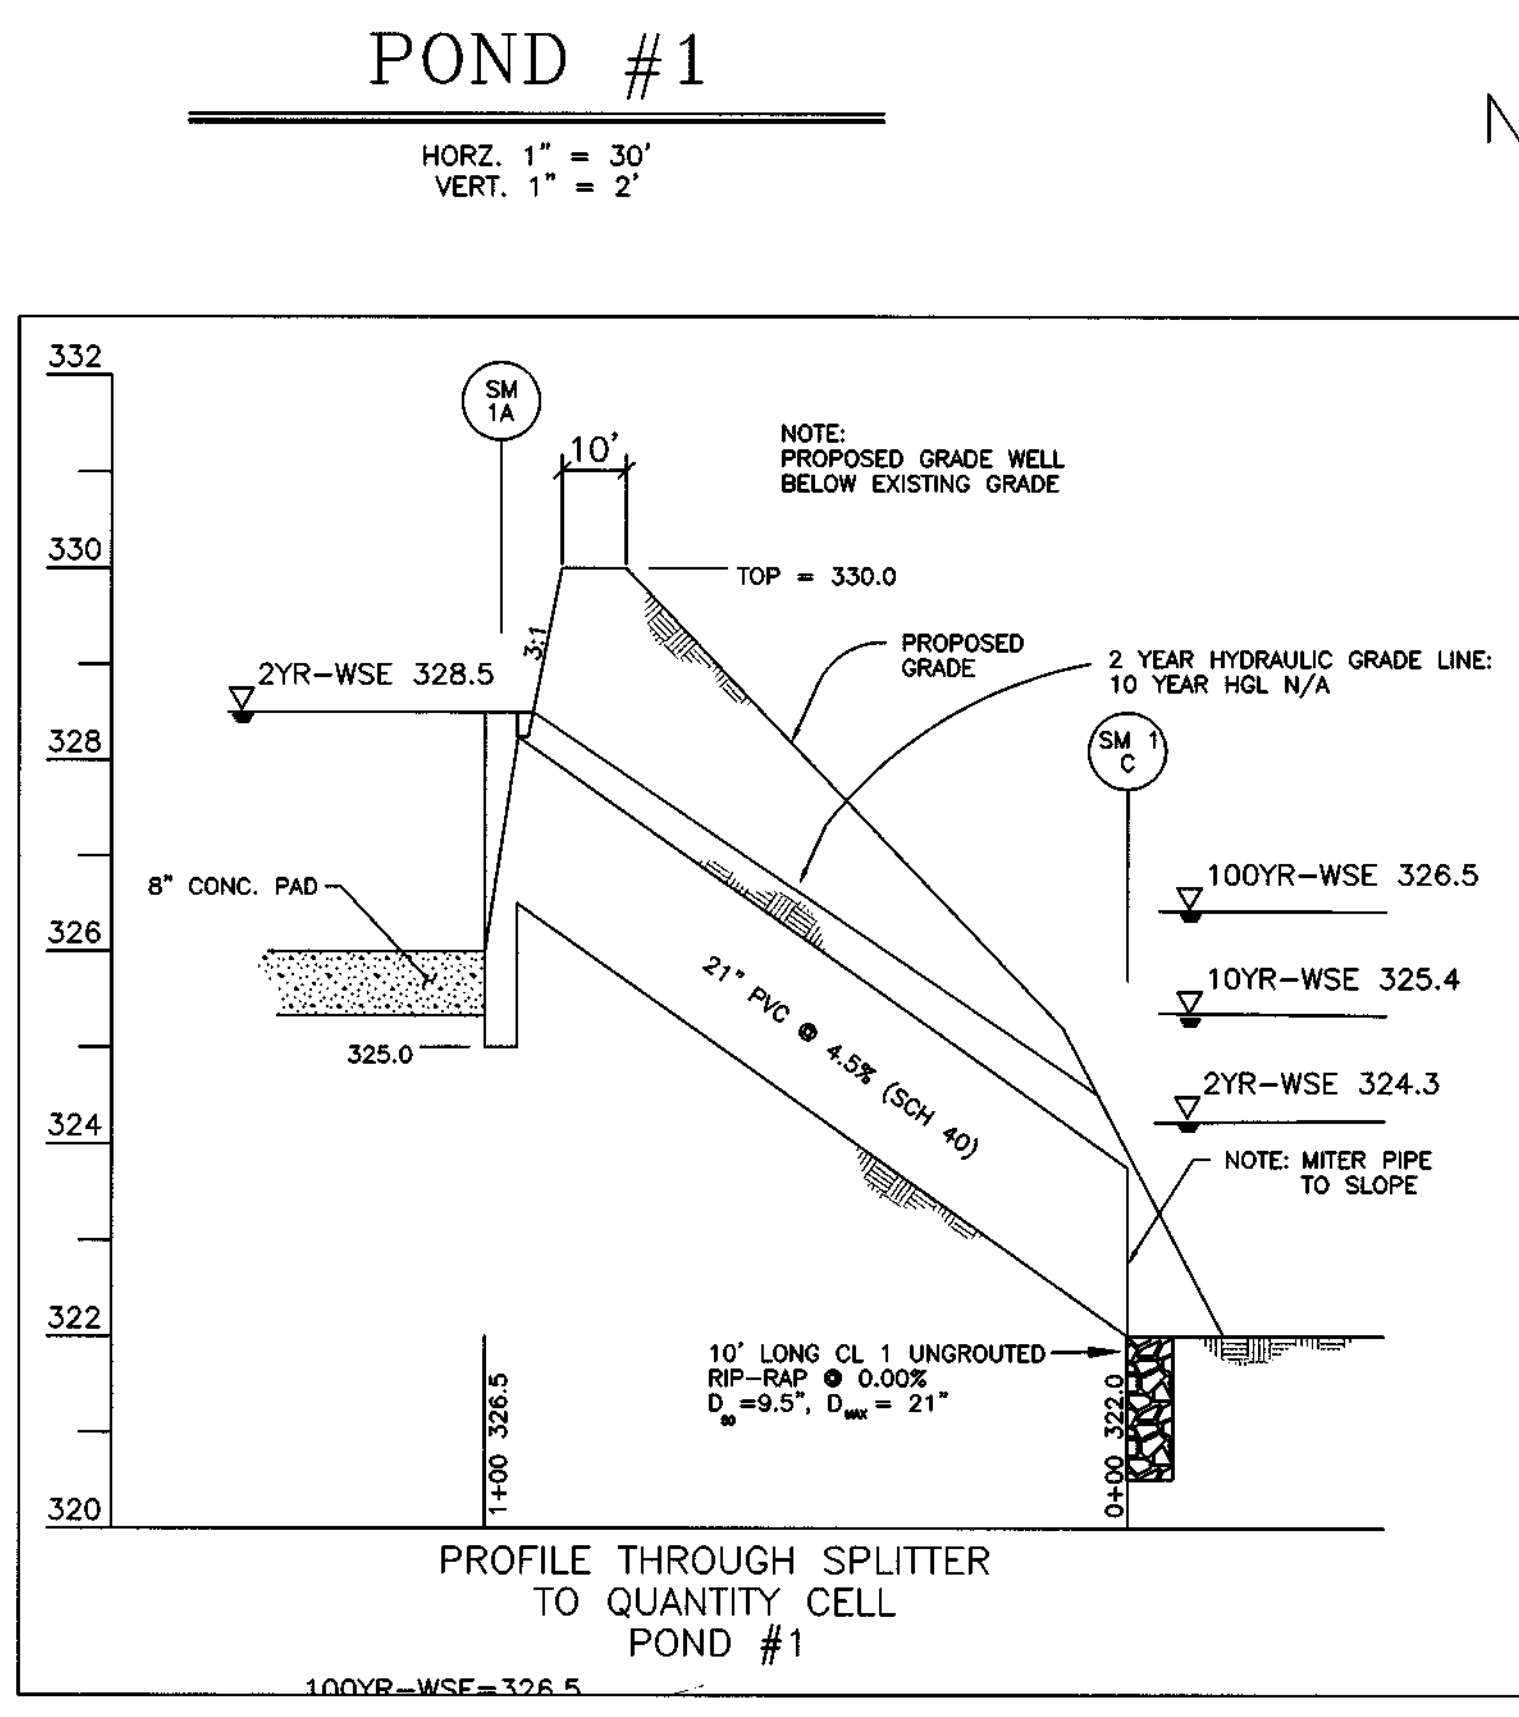 POND #1
HORZ. 1" = 30'
VERT. 1" = 2'
N
332
SM
1A
10'
NOTE:
PROPOSED GRADE WELL
BELOW EXISTING GRADE
330
TOP = 330.0
3:1
PROPOSED
GRADE
2 YEAR HYDRAULIC GRADE LINE:
10 YEAR HGL N/A
2YR-WSE 328.5
328
SM 1
C
100YR-WSE 326.5
8" CONC. PAD
326
21" PVC @ 4.5% (SCH 40)
10YR-WSE 325.4
325.0
2YR-WSE 324.3
324
NOTE: MITER PIPE
TO SLOPE
322
10' LONG CL 1 UNGROUTED
RIP-RAP @ 0.00%
D50=9.5", DMAX= 21"
1+00 326.5
0+00 322.0
320
PROFILE THROUGH SPLITTER
TO QUANTITY CELL
POND #1
100YR-WSE=326.5